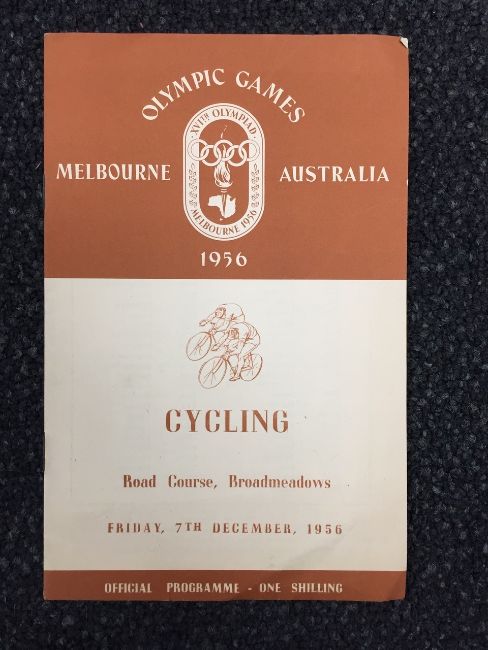 OLYMPIC GAMES
XVITH OLYMPIAD
MELBOURNE
AUSTRALIA
MELBOURNE 1956
1956
CYCLING
Road Course, Broadmeadows
FRIDAY, 7TH DECEMBER, 1956
OFFICIAL PROGRAMME - ONE SHILLING